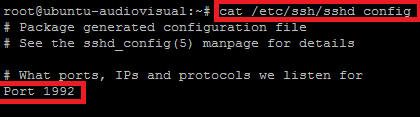 root@ubuntu-audiovisual:~# cat /etc/ssh/sshd_config
# Package generated configuration file
# See the sshd_config(5) manpage for details
# What ports, IPs and protocols we listen for
Port 1992